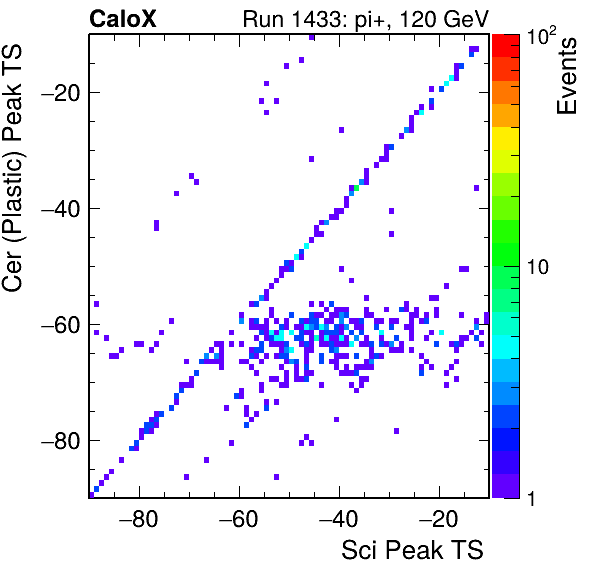 CaloX Run 1433: pi+, 120 GeV
Cer (Plastic) Peak TS
−20
−40
−60
−80
−80 −60 −40 −20
Sci Peak TS
10²
10
1
Events